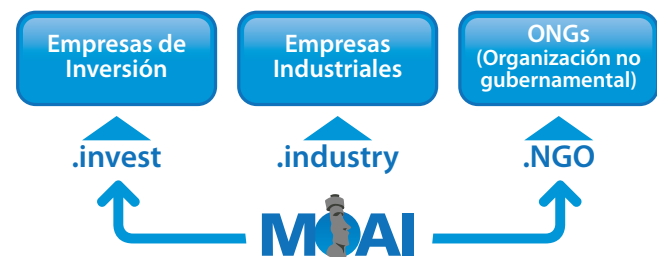 Empresas de
Inversión
Empresas
Industriales
ONGs
(Organización no
gubernamental)
.invest
.industry
.NGO
MOAI